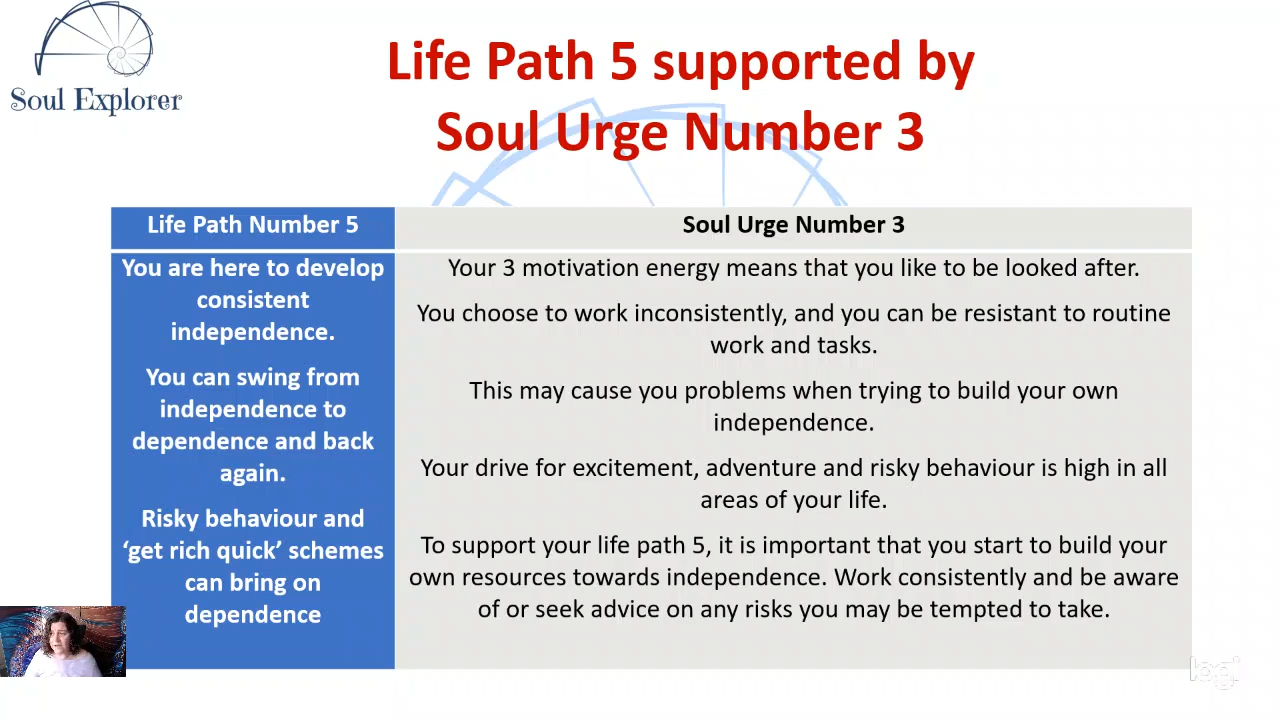 Soul Explorer
Life Path 5 supported by
Soul Urge Number 3
Life Path Number 5
Soul Urge Number 3
You are here to develop
consistent
independence.
You can swing from
independence to
dependence and back
again.
Risky behaviour and
‘get rich quick’ schemes
can bring on
dependence
Your 3 motivation energy means that you like to be looked after.
You choose to work inconsistently, and you can be resistant to routine
work and tasks.
This may cause you problems when trying to build your own
independence.
Your drive for excitement, adventure and risky behaviour is high in all
areas of your life.
To support your life path 5, it is important that you start to build your
own resources towards independence. Work consistently and be aware
of or seek advice on any risks you may be tempted to take.
logi